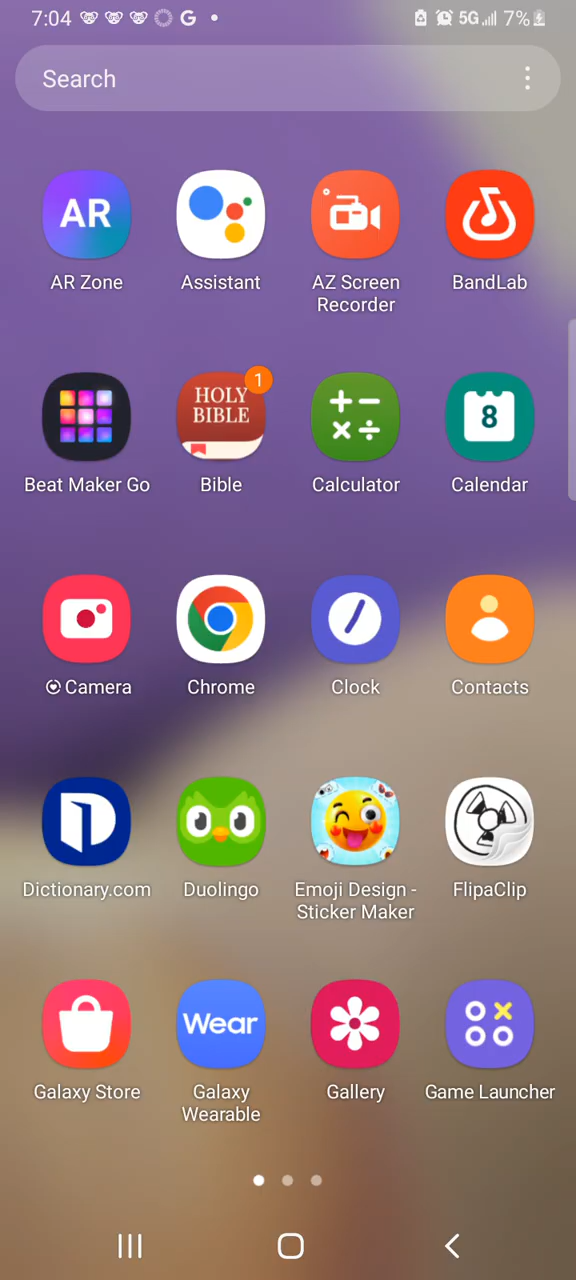 7:04 G 5G 7%
Search
AR
AR Zone
Assistant
AZ Screen
Recorder
BandLab
Beat Maker Go
HOLY
BIBLE
1
Bible
Calculator
8
Calendar
Camera
Chrome
Clock
Contacts
Dictionary.com
Duolingo
Emoji Design -
Sticker Maker
FlipaClip
Galaxy Store
Wear
Galaxy
Wearable
Gallery
Game Launcher